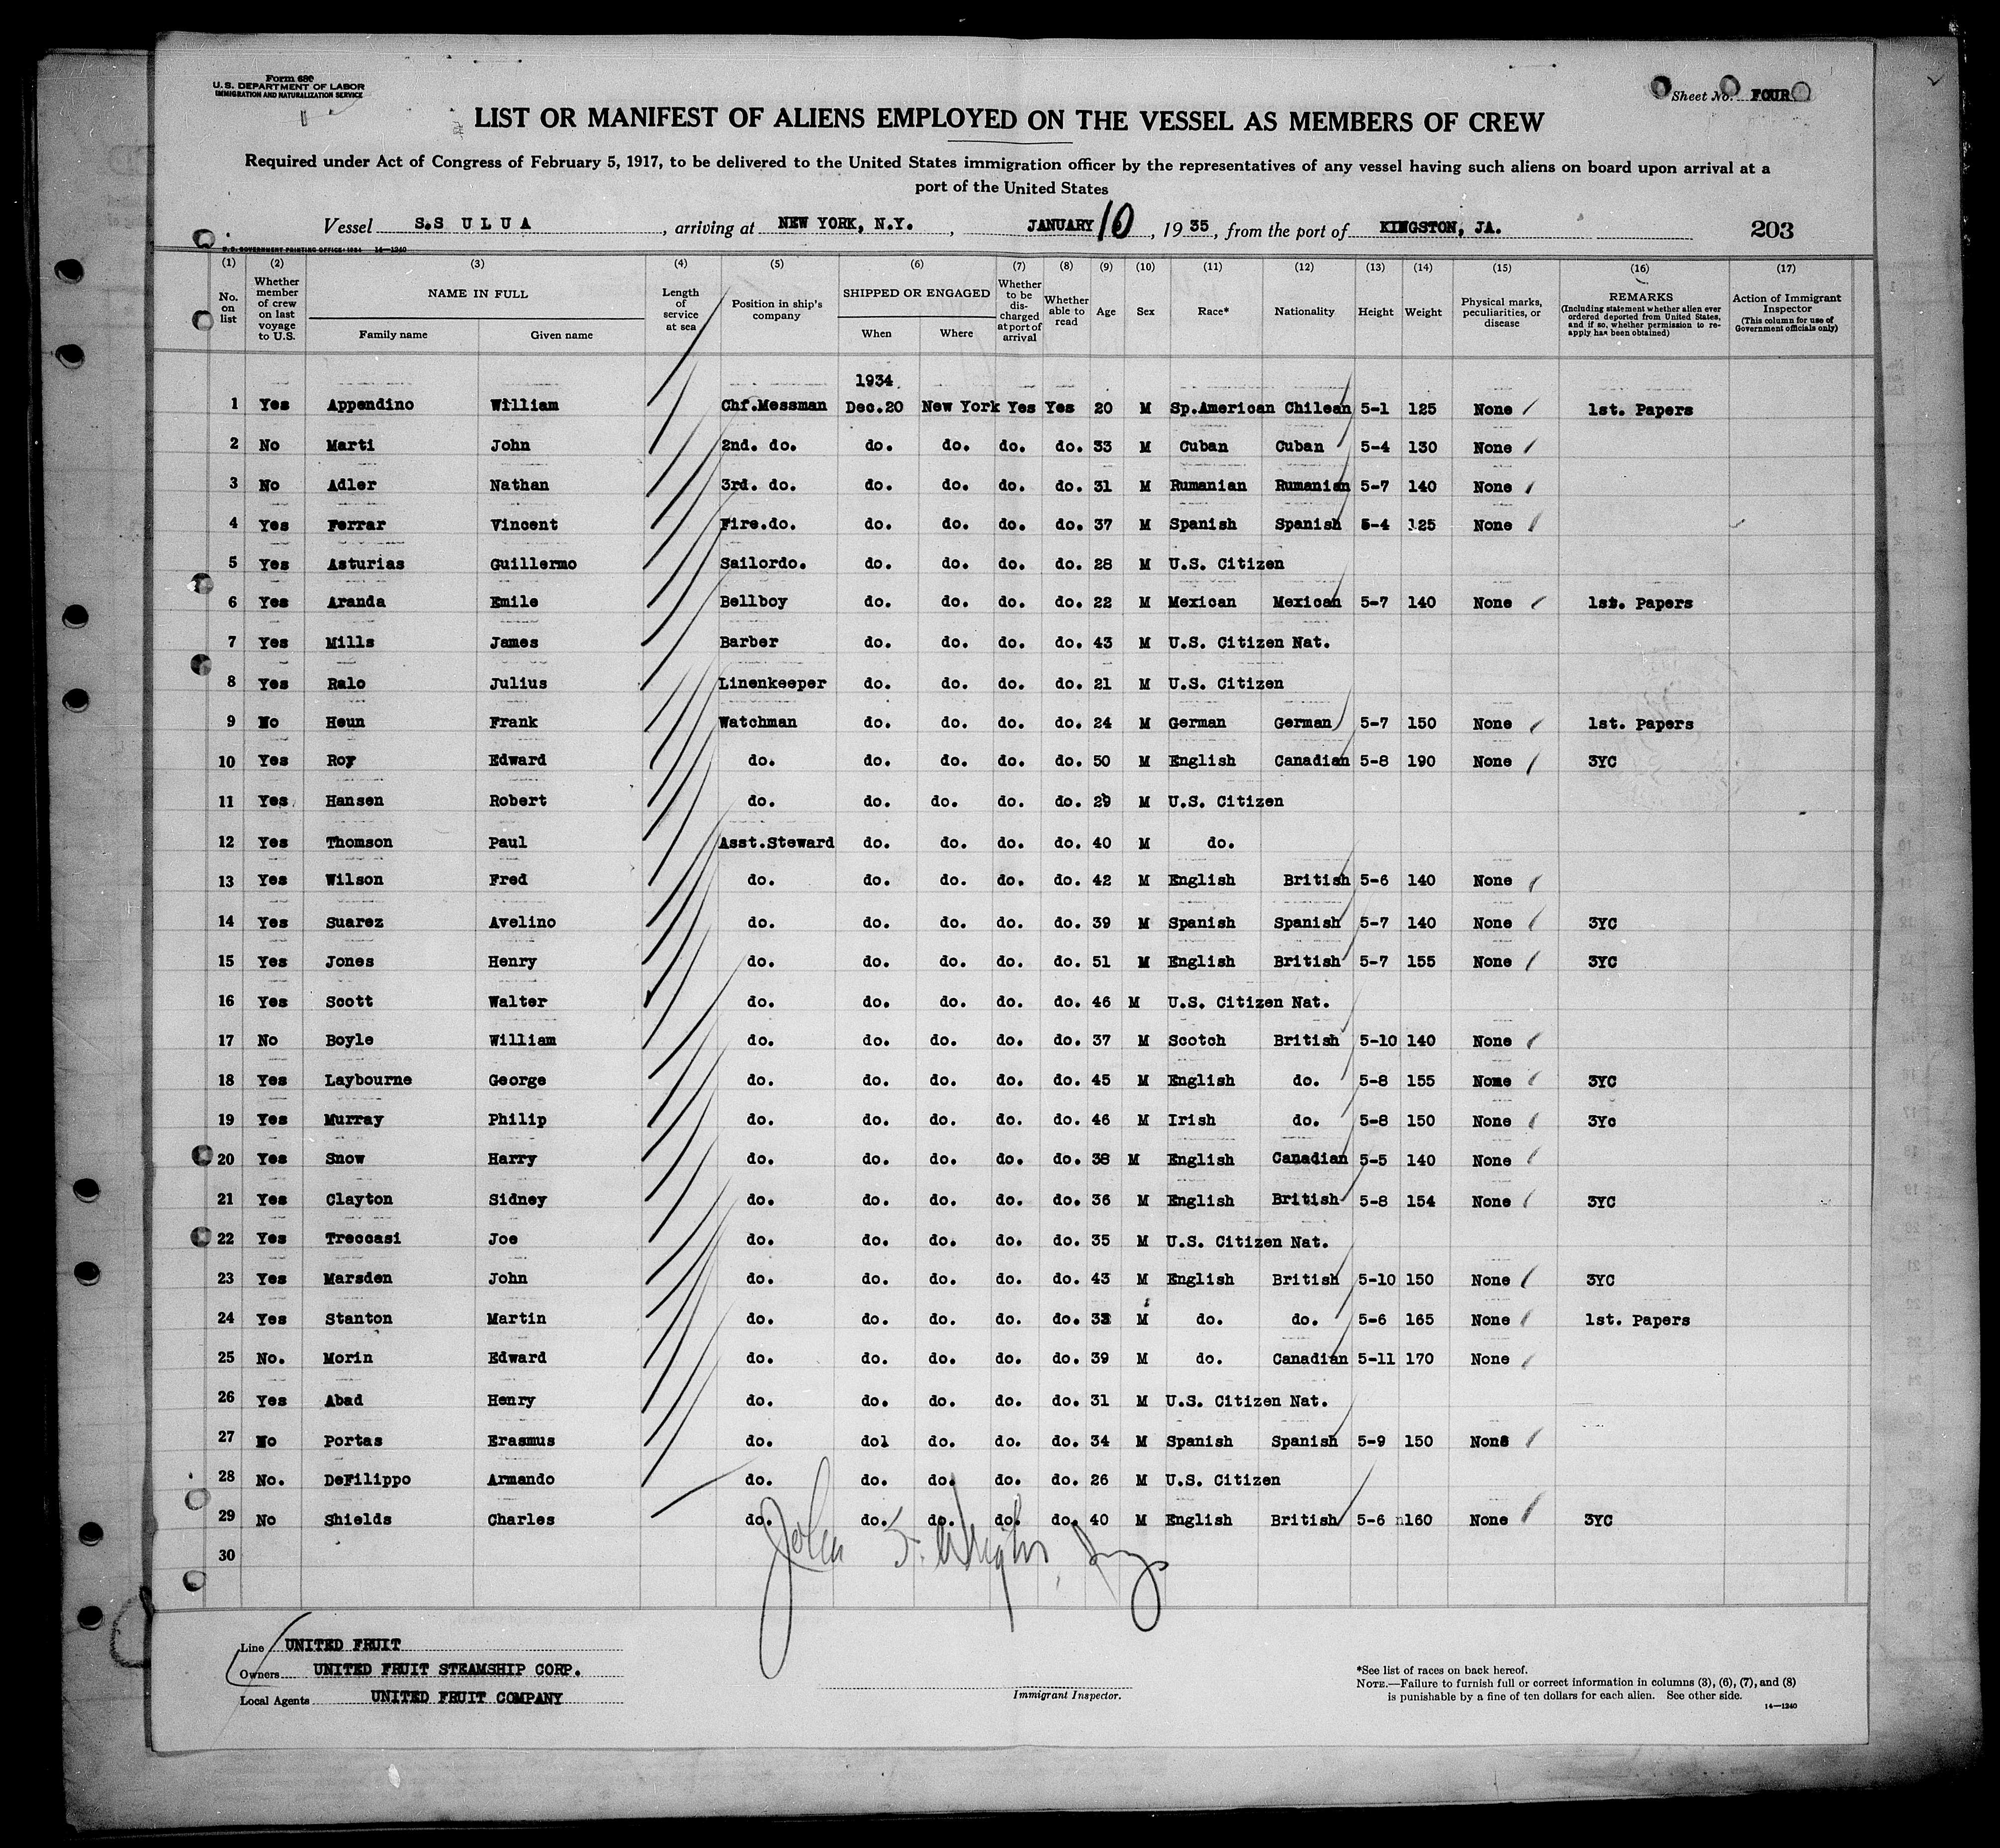 Form 680
U.S. DEPARTMENT OF LABOR
IMMIGRATION AND NATURALIZATION SERVICE
Sheet No. FOUR
LIST OR MANIFEST OF ALIENS EMPLOYED ON THE VESSEL AS MEMBERS OF CREW
Required under Act of Congress of February 5, 1917, to be delivered to the United States immigration officer by the representatives of any vessel having such aliens on board upon arrival at a
port of the United States
Vessel S.S ULUA, arriving at NEW YORK, N.Y., JANUARY 10, 1935, from the port of KINGSTON, JA. 203
U.S. GOVERNMENT PRINTING OFFICE: 1934 14—1240
(1) (2) (3) (4) (5) (6) (7) (8) (9) (10) (11) (12) (13) (14) (15) (16) (17)
No. on list | Whether member of crew on last voyage to U.S. | NAME IN FULL Family name Given name | Length of service at sea | Position in ship's company | SHIPPED OR ENGAGED When Where | Whether to be discharged at port of arrival | Whether able to read | Age | Sex | Race* | Nationality | Height | Weight | Physical marks, peculiarities, or disease | REMARKS (Including statement whether alien ever ordered deported from United States, and if so, whether permission to reapply has been obtained) | Action of Immigrant Inspector (This column for use of Government officials only)
1934
1 Yes Appendino William Chf.Messman Dec.20 New York Yes Yes 20 M Sp.American Chilean 5-1 125 None 1st. Papers
2 No Marti John 2nd. do. do. do. do. do. 33 M Cuban Cuban 5-4 130 None
3 No Adler Nathan 3rd. do. do. do. do. do. 31 M Rumanian Rumanian 5-7 140 None
4 Yes Ferrar Vincent Fire.do. do. do. do. do. 37 M Spanish Spanish 5-4 125 None
5 Yes Asturias Guillermo Sailordo. do. do. do. do. 28 M U.S. Citizen
6 Yes Aranda Emile Bellboy do. do. do. do. 22 M Mexican Mexican 5-7 140 None 1st. Papers
7 Yes Mills James Barber do. do. do. do. 43 M U.S. Citizen Nat.
8 Yes Ralo Julius Linenkeeper do. do. do. do. 21 M U.S. Citizen
9 No Heun Frank Watchman do. do. do. do. 24 M German German 5-7 150 None 1st. Papers
10 Yes Roy Edward do. do. do. do. do. 50 M English Canadian 5-8 190 None 3YC
11 Yes Hansen Robert do. do. do. do. do. 29 M U.S. Citizen
12 Yes Thomson Paul Asst.Steward do. do. do. do. 40 M do.
13 Yes Wilson Fred do. do. do. do. do. 42 M English British 5-6 140 None
14 Yes Suarez Avelino do. do. do. do. do. 39 M Spanish Spanish 5-7 140 None 3YC
15 Yes Jones Henry do. do. do. do. do. 51 M English British 5-7 155 None 3YC
16 Yes Scott Walter do. do. do. do. do. 46 M U.S. Citizen Nat.
17 No Boyle William do. do. do. do. do. 37 M Scotch British 5-10 140 None
18 Yes Laybourne George do. do. do. do. do. 45 M English do. 5-8 155 None 3YC
19 Yes Murray Philip do. do. do. do. do. 46 M Irish do. 5-8 150 None 3Yc
20 Yes Snow Harry do. do. do. do. do. 38 M English Canadian 5-5 140 None
21 Yes Clayton Sidney do. do. do. do. do. 36 M English British 5-8 154 None 3YC
22 Yes Treccasi Joe do. do. do. do. do. 35 M U.S. Citizen Nat.
23 Yes Marsden John do. do. do. do. do. 43 M English British 5-10 150 None 3YC
24 Yes Stanton Martin do. do. do. do. do. M do. do. 5-6 165 None 1st. Papers
25 No. Morin Edward do. do. do. do. do. 39 M do. Canadian 5-11 170 None
26 Yes Abad Henry do. do. do. do. do. 31 M U.S. Citizen Nat.
27 No Portas Erasmus do. dol do. do. do. 34 M Spanish Spanish 5-9 150 None
28 No. DeFilippo Armando do. do. do. do. do. 26 M U.S. Citizen
29 No Shields Charles do. do. do. do. do. 40 M English British 5-6 160 None 3YC
30
John S. Wright
Line UNITED FRUIT
Owners UNITED FRUIT STEAMSHIP CORP.
Local Agents UNITED FRUIT COMPANY
Immigrant Inspector.
*See list of races on back hereof.
NOTE.—Failure to furnish full or correct information in columns (3), (6), (7), and (8)
is punishable by a fine of ten dollars for each alien. See other side.
14—1240